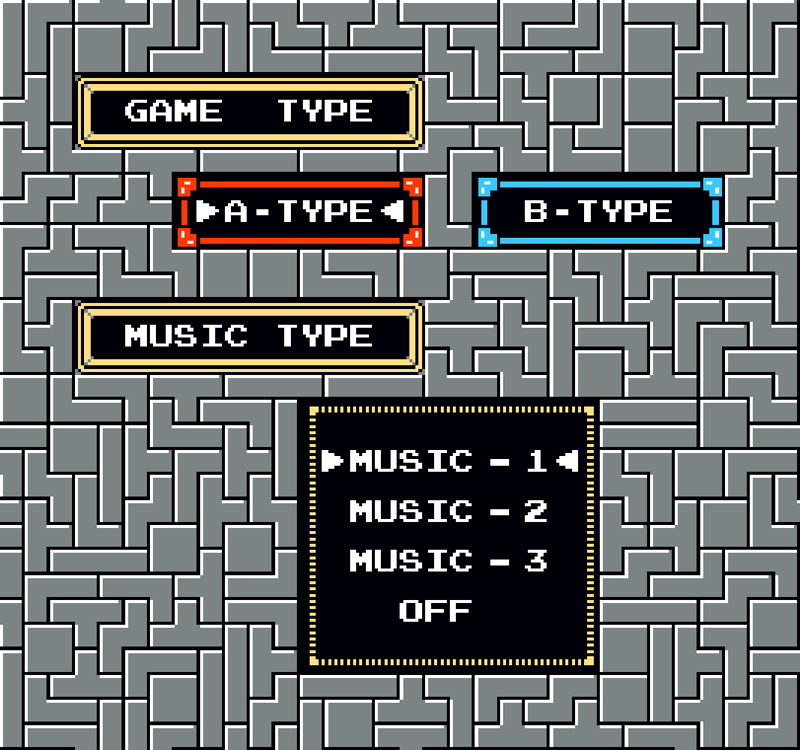 GAME TYPE
A-TYPE B-TYPE
MUSIC TYPE
MUSIC - 1
MUSIC - 2
MUSIC - 3
OFF